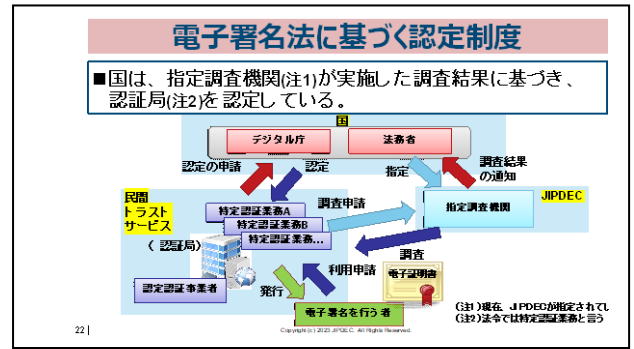 電子署名法に基づく認定制度
■国は、指定調査機関(注1)が実施した調査結果に基づき、
認証局(注2)を認定している。
国
デジタル庁
法務省
認定の申請
認定
指定
調査結果
の通知
民間
トラスト
サービス
特定認証業務A
特定認証業務B
特定認証業務...
調査申請
JIPDEC
指定調査機関
( 認証局)
認定認証事業者
調査
利用申請
電子証明書
発行
電子署名を行う者
(注1)現在、JIPDECが指定されてい
(注2)法令では特定認証業務と言う
22 |
Copyright (c) 2023 JIPDEC. All Rights Reserved.